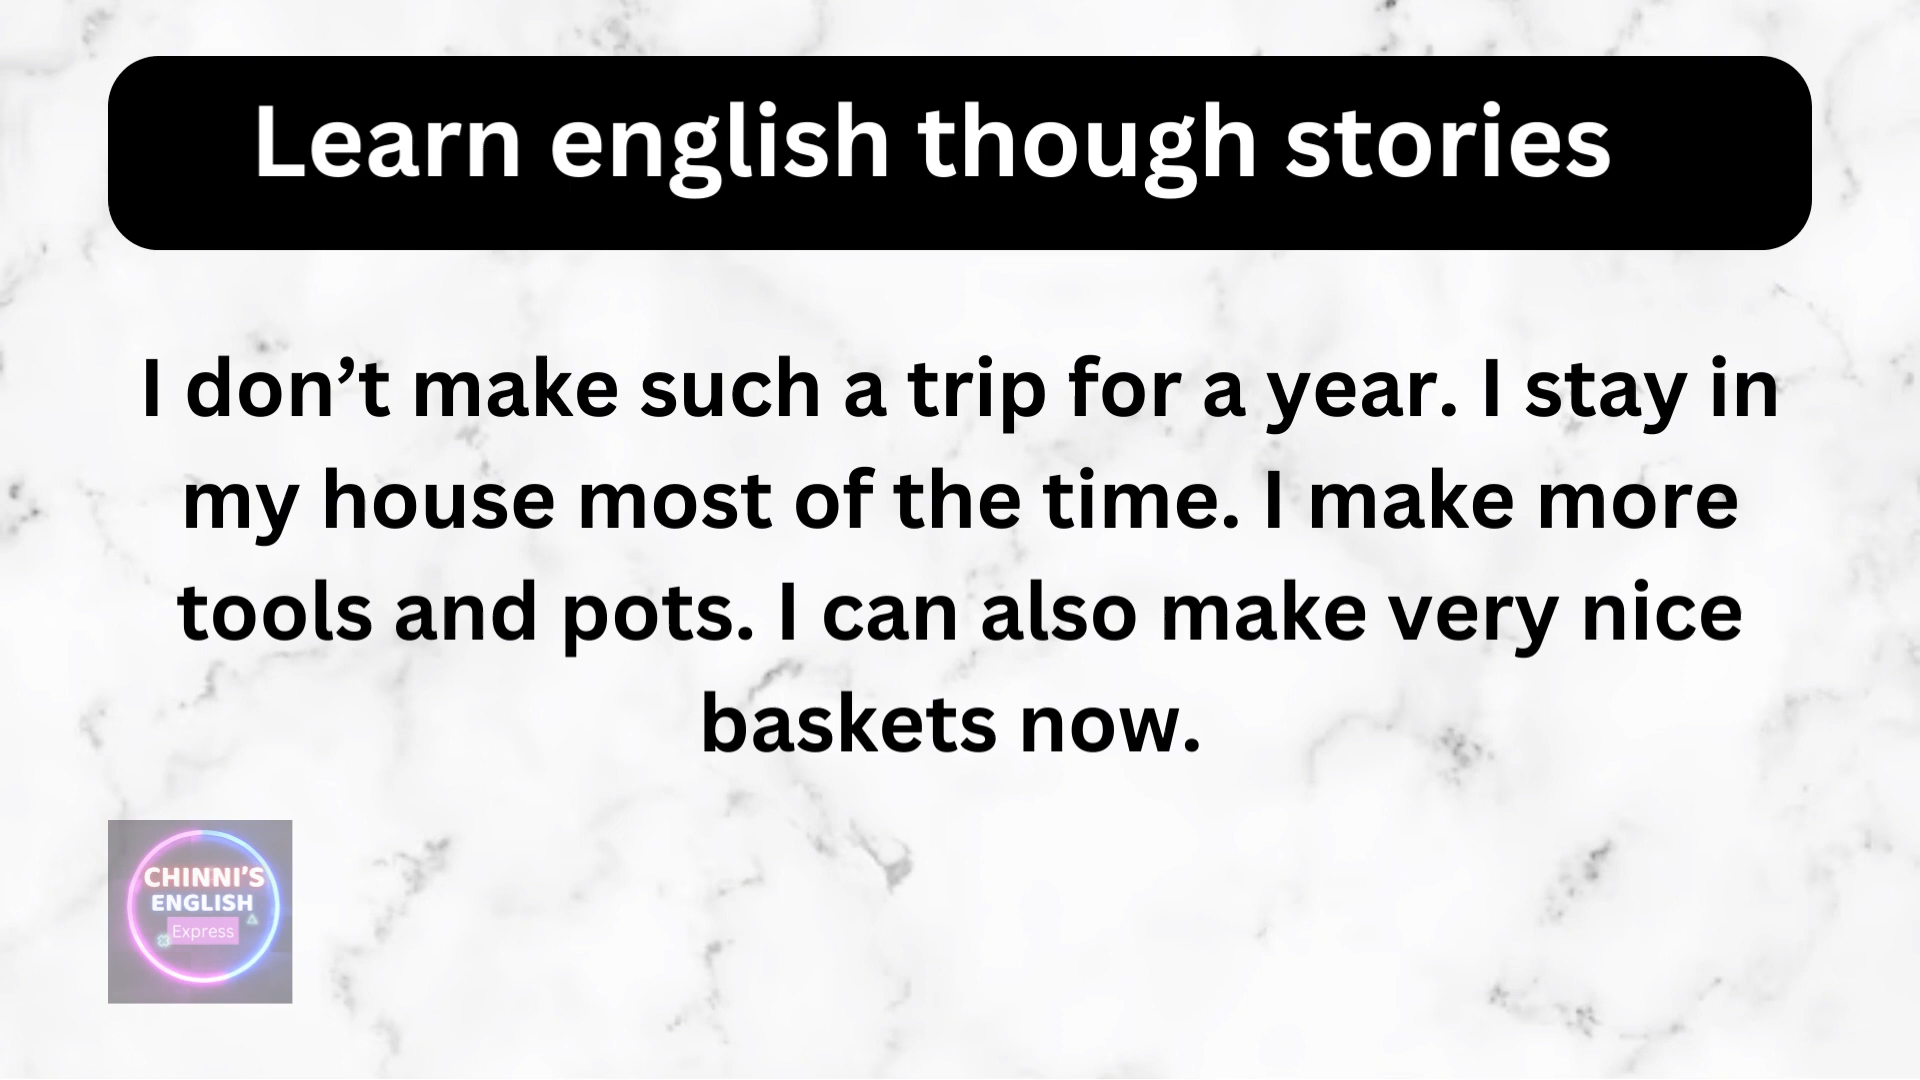 Learn english though stories
I don’t make such a trip for a year. I stay in
my house most of the time. I make more
tools and pots. I can also make very nice
baskets now.
CHINNI’S
ENGLISH
Express